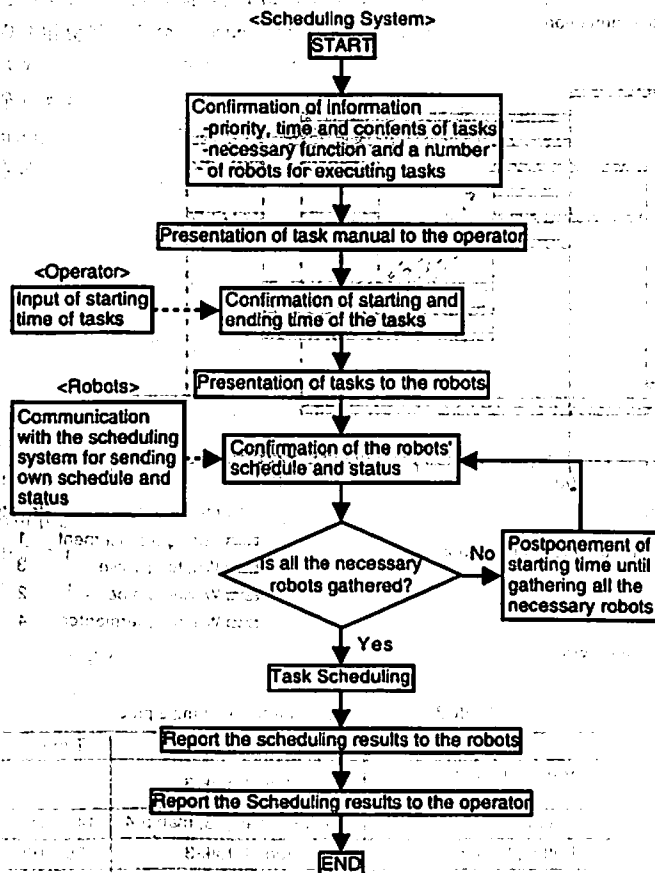 <Scheduling System>
START
Confirmation of information
-priority, time and contents of tasks
-necessary function and a number
of robots for executing tasks
Presentation of task manual to the operator
<Operator>
Input of starting
time of tasks
Confirmation of starting and
ending time of the tasks
Presentation of tasks to the robots
<Robots>
Communication
with the scheduling
system for sending
own schedule and
status
Confirmation of the robots'
schedule and status
Is all the necessary
robots gathered?
No
Postponement of
starting time until
gathering all the
necessary robots
Yes
Task Scheduling
Report the scheduling results to the robots
Report the Scheduling results to the operator
END